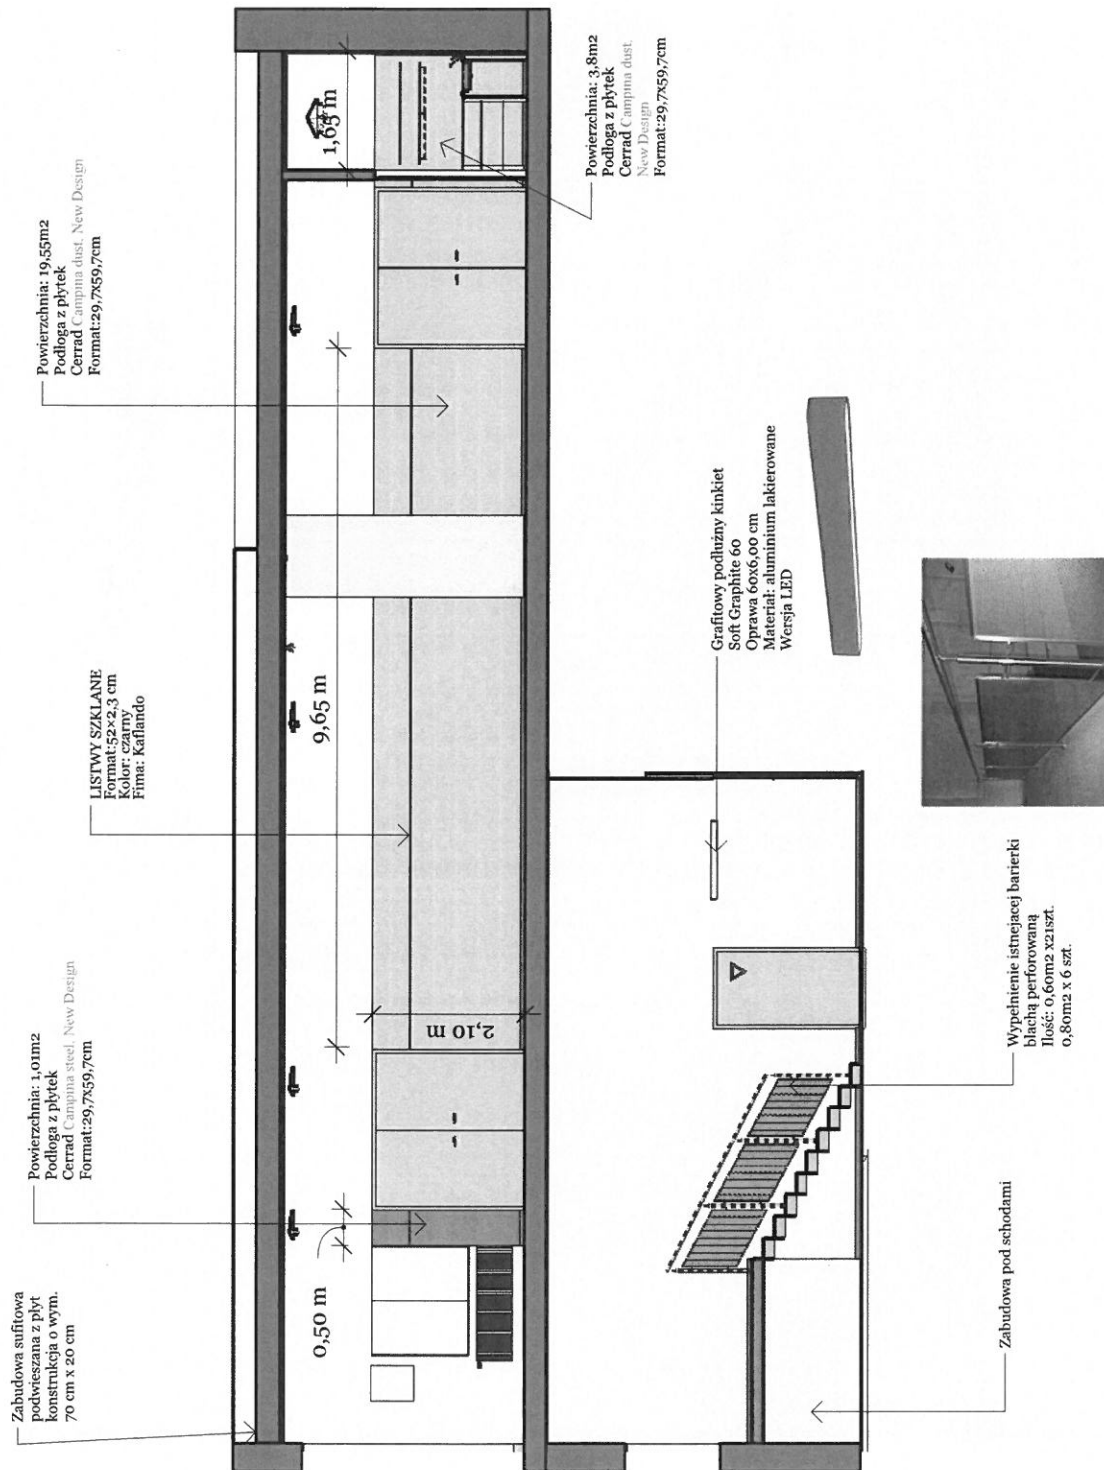 Zabudowa sufitowa
podwieszana z płyt
konstrukcja o wym.
70 cm x 20 cm
Powierzchnia: 1,01m2
Podłoga z płytek
Cerrad Campina steel. New Design
Format:29,7x59,7cm
LISTWY SZKLANE
Format:52×2,3 cm
Kolor: czarny
Fima: Kaflando
Powierzchnia: 19,55m2
Podłoga z płytek
Cerrad Campina dust. New Design
Format:29,7x59,7cm
0,50 m
2,10 m
9,65 m
1,65 m
Powierzchnia: 3,8m2
Podłoga z płytek
Cerrad Campina dust.
New Design
Format:29,7x59,7cm
Grafitowy podłużny kinkiet
Soft Graphite 60
Oprawa 60x6,00 cm
Materiał: aluminium lakierowane
Wersja LED
Zabudowa pod schodami
Wypełnienie istnejacej barierki
blachą perforowaną
Ilość: 0,60m2 x21szt.
0,80m2 x 6 szt.